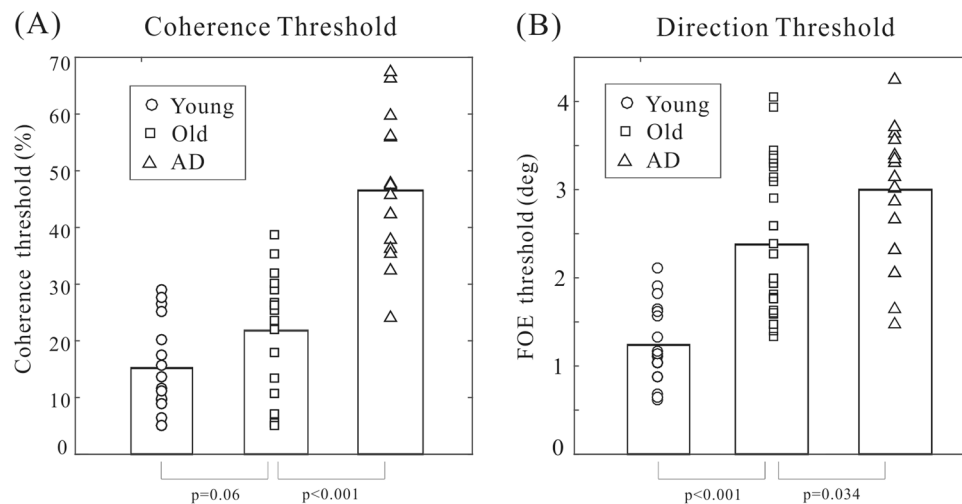 (A) Coherence Threshold
70
60
50
40
30
20
10
0
Coherence threshold (%)
Young
Old
AD
p=0.06
p<0.001
(B) Direction Threshold
4
3
2
1
0
FOE threshold (deg)
Young
Old
AD
p<0.001
p=0.034